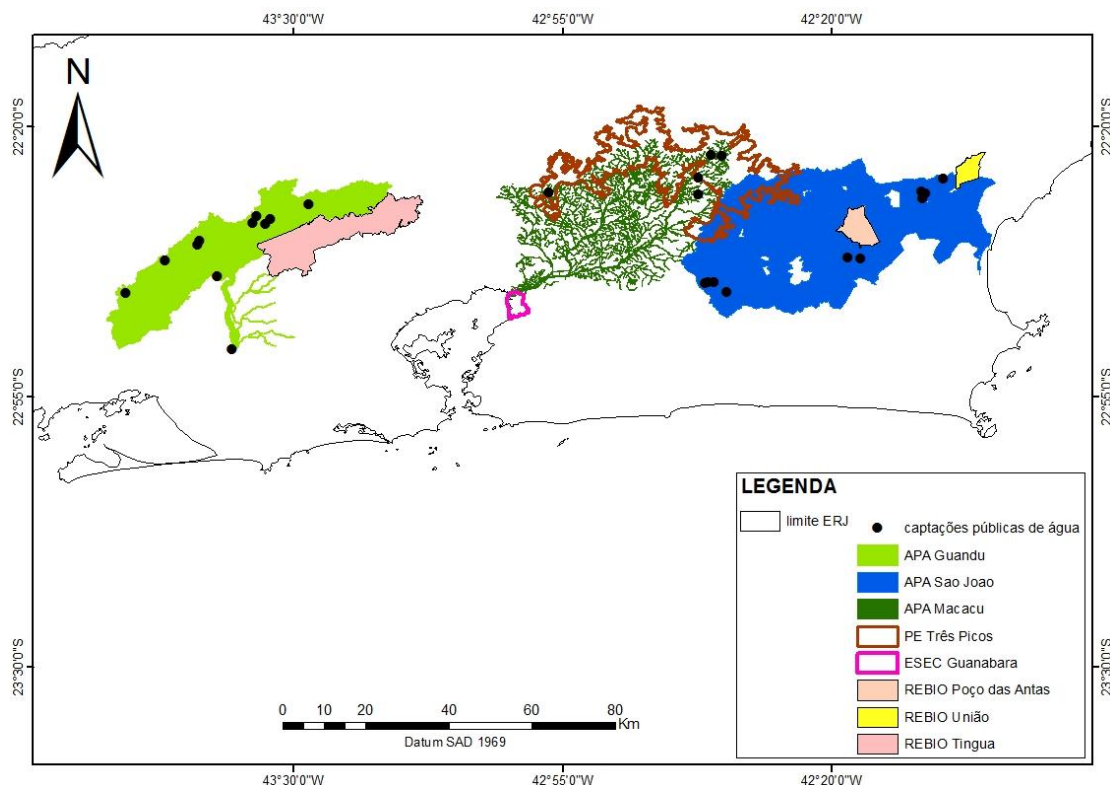 43°30'0"W
42°55'0"W
42°20'0"W
N
22°20'0"S
22°20'0"S
22°55'0"S
22°55'0"S
23°30'0"S
23°30'0"S
LEGENDA
limite ERJ
captações públicas de água
APA Guandu
APA Sao Joao
APA Macacu
PE Três Picos
ESEC Guanabara
REBIO Poço das Antas
REBIO União
REBIO Tingua
0 10 20 40 60 80
Km
Datum SAD 1969
43°30'0"W
42°55'0"W
42°20'0"W